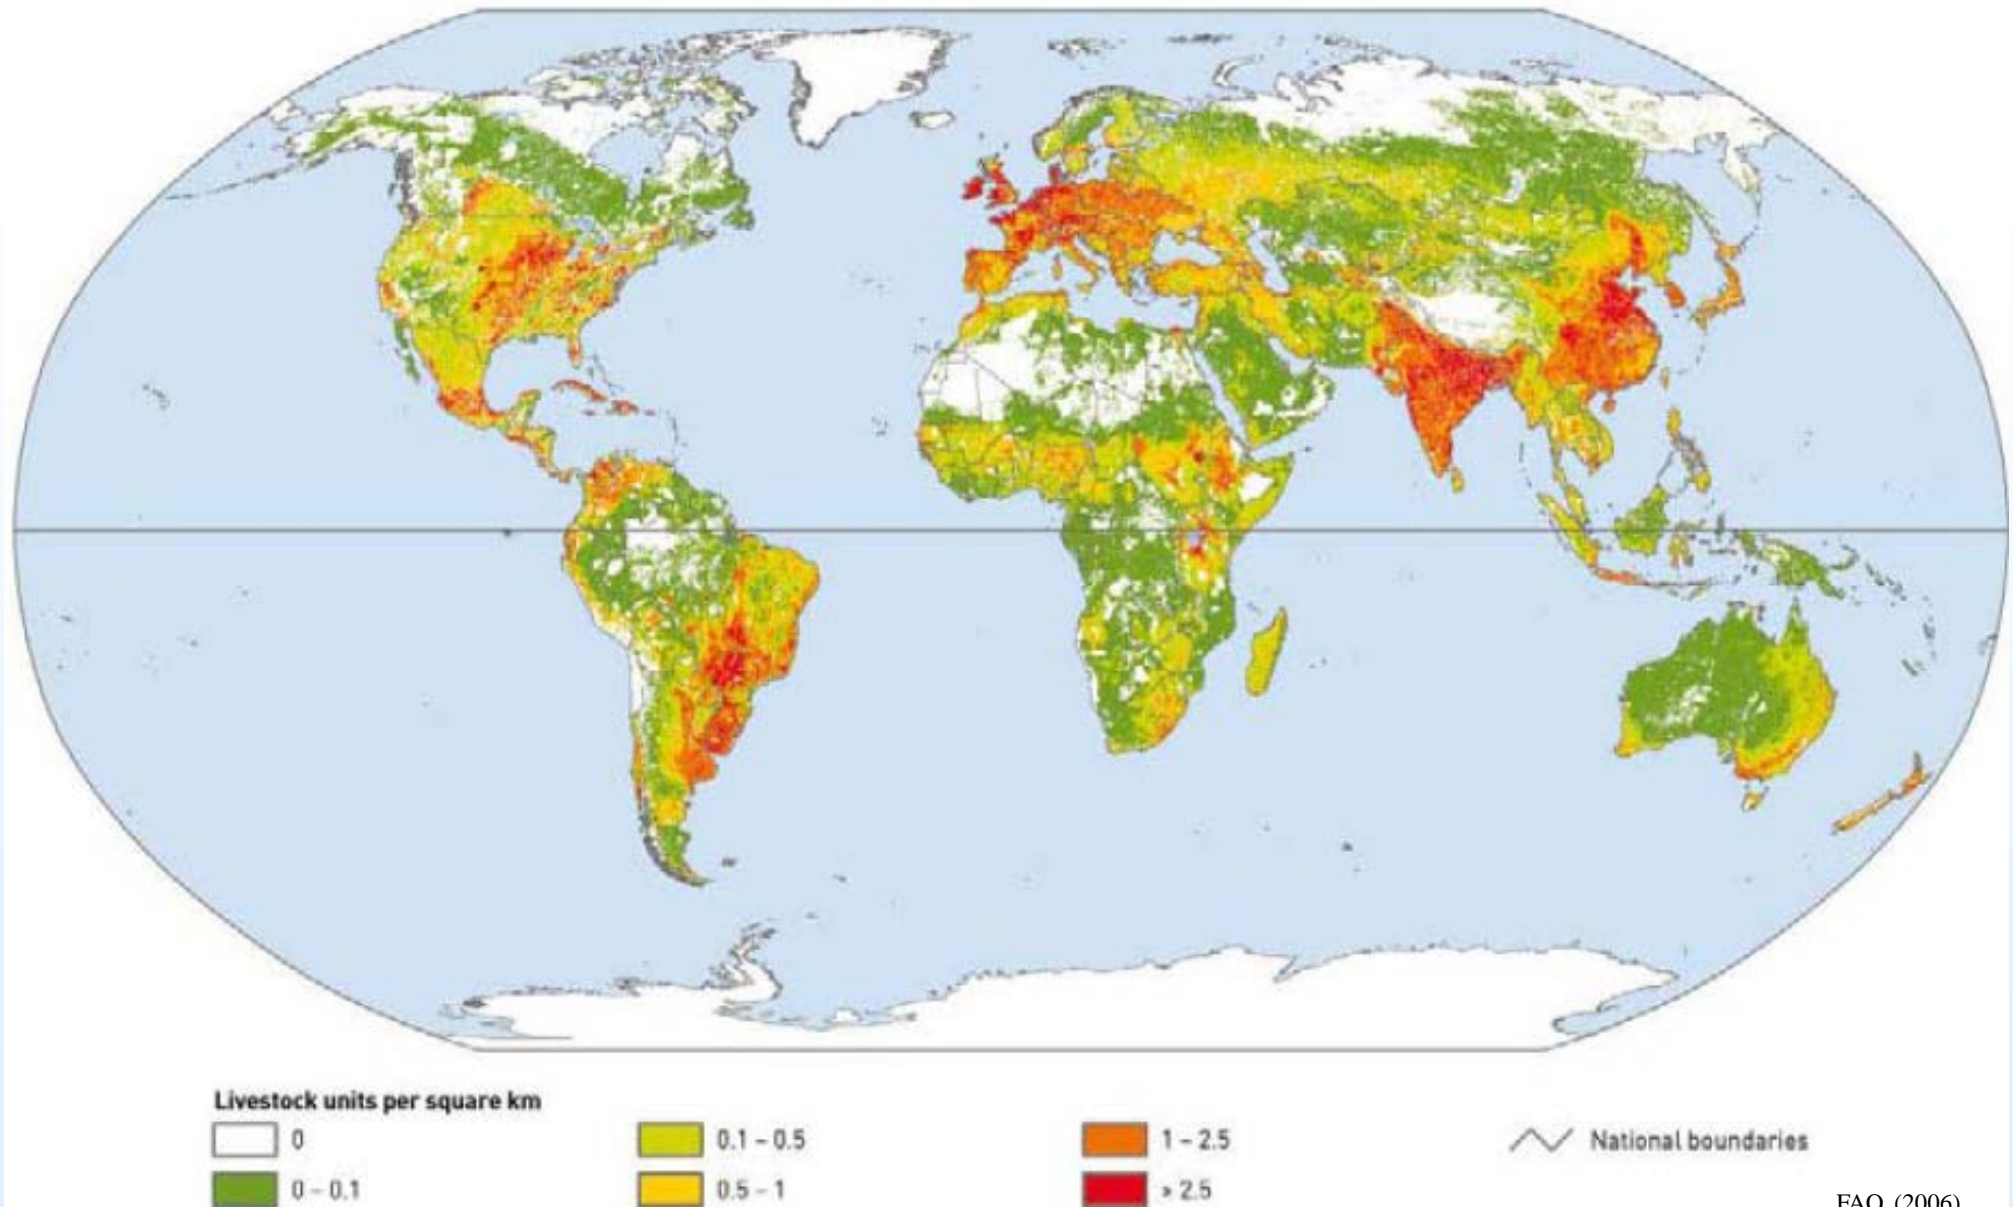 Livestock units per square km
0
0.1 – 0.5
1 – 2.5
National boundaries
0 – 0.1
0.5 – 1
> 2.5
FAO (2006)